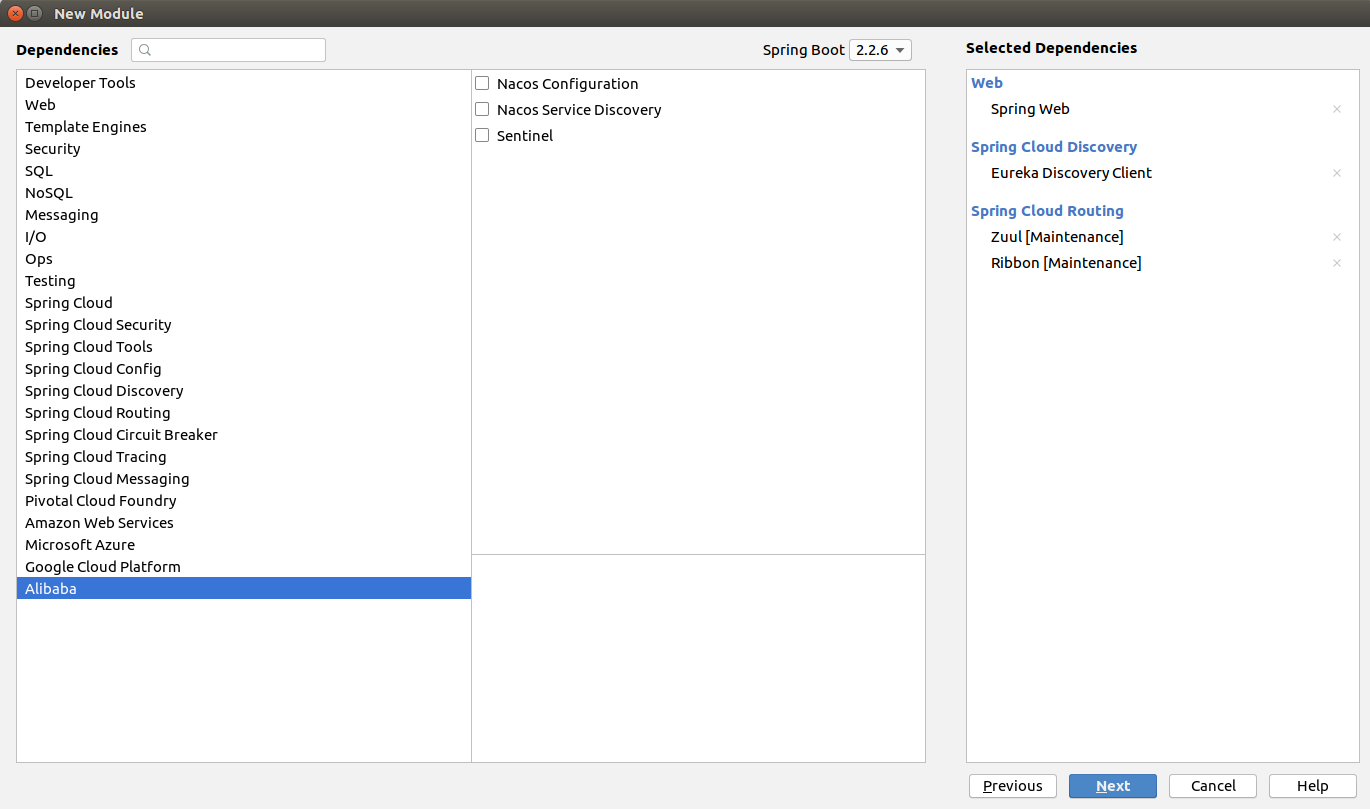 New Module
Dependencies
Spring Boot 2.2.6
Selected Dependencies
Developer Tools
Web
Template Engines
Security
SQL
NoSQL
Messaging
I/O
Ops
Testing
Spring Cloud
Spring Cloud Security
Spring Cloud Tools
Spring Cloud Config
Spring Cloud Discovery
Spring Cloud Routing
Spring Cloud Circuit Breaker
Spring Cloud Tracing
Spring Cloud Messaging
Pivotal Cloud Foundry
Amazon Web Services
Microsoft Azure
Google Cloud Platform
Alibaba
Nacos Configuration
Nacos Service Discovery
Sentinel
Web
Spring Web
Spring Cloud Discovery
Eureka Discovery Client
Spring Cloud Routing
Zuul [Maintenance]
Ribbon [Maintenance]
Previous
Next
Cancel
Help